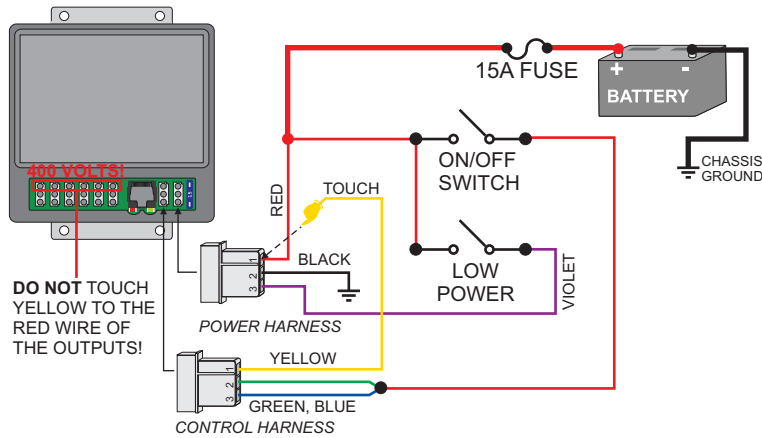 15A FUSE
+ -
BATTERY
CHASSIS
GROUND
400 VOLTS!
ON/OFF
SWITCH
RED
TOUCH
BLACK
LOW
POWER
VIOLET
1
2
3
DO NOT TOUCH
YELLOW TO THE
RED WIRE OF
THE OUTPUTS!
POWER HARNESS
YELLOW
1
2
3
GREEN, BLUE
CONTROL HARNESS